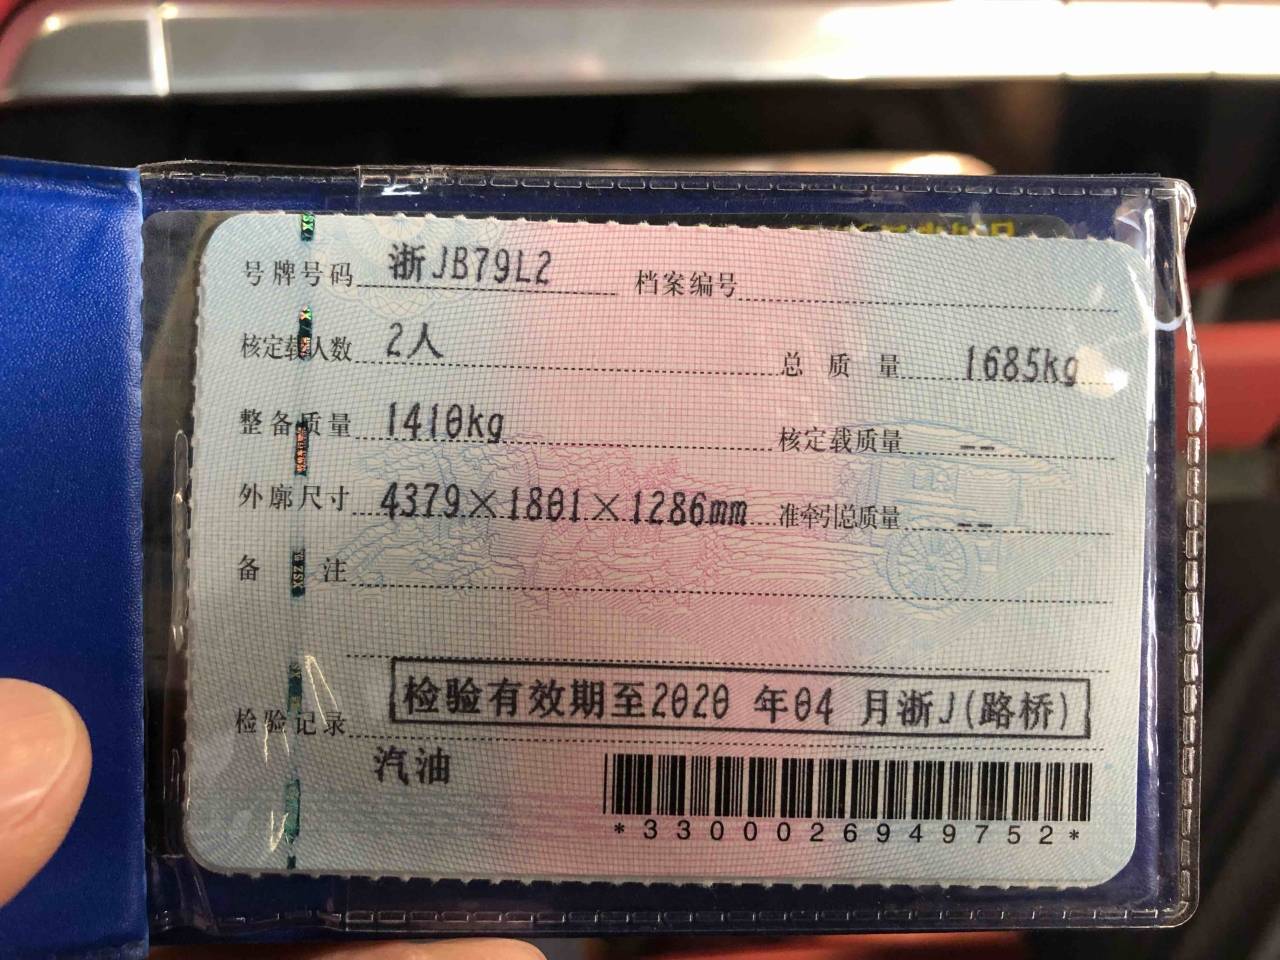 号牌号码 浙JB79L2 档案编号
核定载人数 2人 总质量 1685kg
整备质量 1410kg 核定载质量 --
外廓尺寸 4379×1801×1286mm 准牵引总质量 --
备注
检验记录 检验有效期至2020 年04 月浙J(路桥)
汽油
*3300026949752*